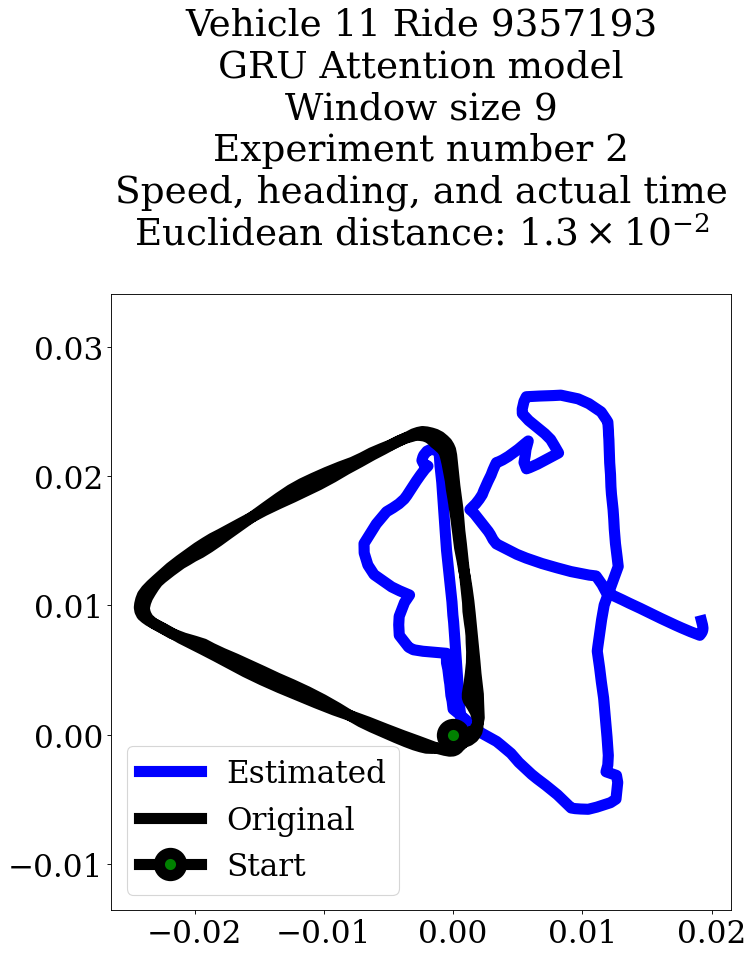 Vehicle 11 Ride 9357193
GRU Attention model
Window size 9
Experiment number 2
Speed, heading, and actual time
Euclidean distance: 1.3 × 10⁻²
0.03
0.02
0.01
0.00
−0.01
Estimated
Original
Start
−0.02 −0.01 0.00 0.01 0.02